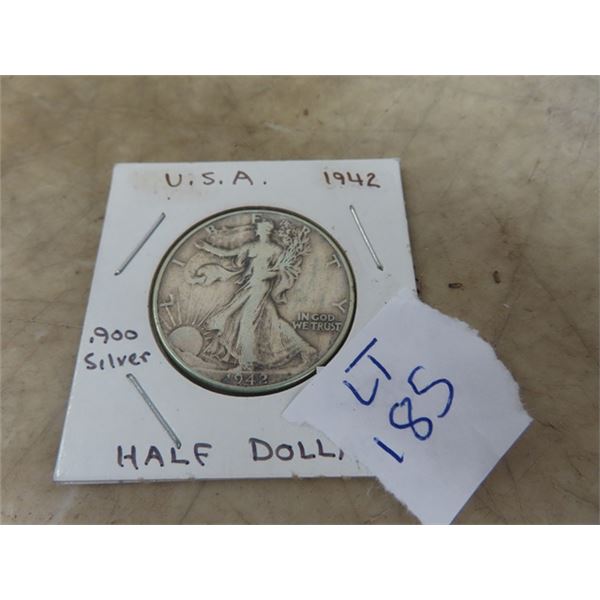 U.S.A. 1942
LIBERTY
IN GOD
WE TRUST
1942
.900
Silver
HALF DOLL
LT
185